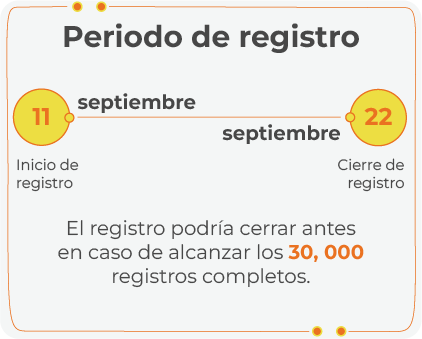 Periodo de registro
11 septiembre
septiembre 22
Inicio de
registro
Cierre de
registro
El registro podría cerrar antes
en caso de alcanzar los 30, 000
registros completos.